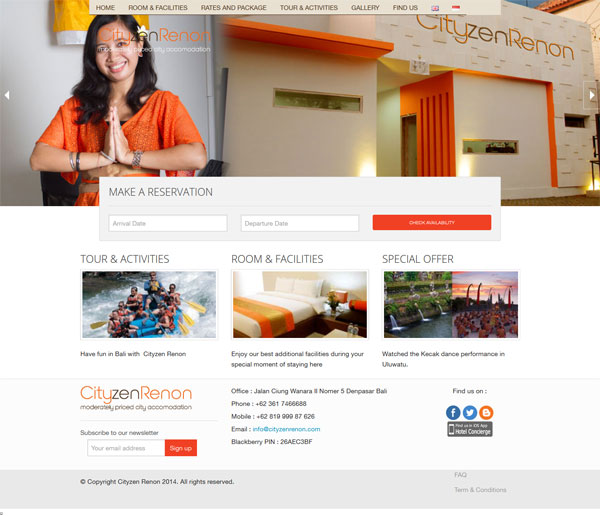 HOME ROOM & FACILITIES RATES AND PACKAGE TOUR & ACTIVITIES GALLERY FIND US
CityzenRenon
moderately priced city accomodation
CityzenRenon
MAKE A RESERVATION
Arrival Date Departure Date CHECK AVAILABILITY
TOUR & ACTIVITIES ROOM & FACILITIES SPECIAL OFFER
Have fun in Bali with Cityzen Renon
Enjoy our best additional facilities during your
special moment of staying here
Watched the Kecak dance performance in
Uluwatu.
CityzenRenon
moderately priced city accomodation
Subscribe to our newsletter
Your email address Sign up
Office : Jalan Ciung Wanara II Nomer 5 Denpasar Bali
Phone : +62 361 7466688
Mobile : +62 819 999 87 626
Email : info@cityzenrenon.com
Blackberry PIN : 26AEC3BF
Find us on :
Find us in iOS App
Hotel Concierge
© Copyright Cityzen Renon 2014. All rights reserved.
FAQ
Term & Conditions